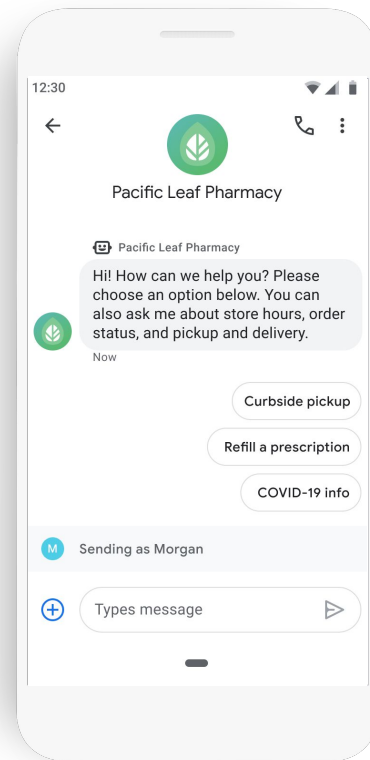 12:30
Pacific Leaf Pharmacy
Pacific Leaf Pharmacy
Hi! How can we help you? Please
choose an option below. You can
also ask me about store hours, order
status, and pickup and delivery.
Now
Curbside pickup
Refill a prescription
COVID-19 info
M Sending as Morgan
Types message